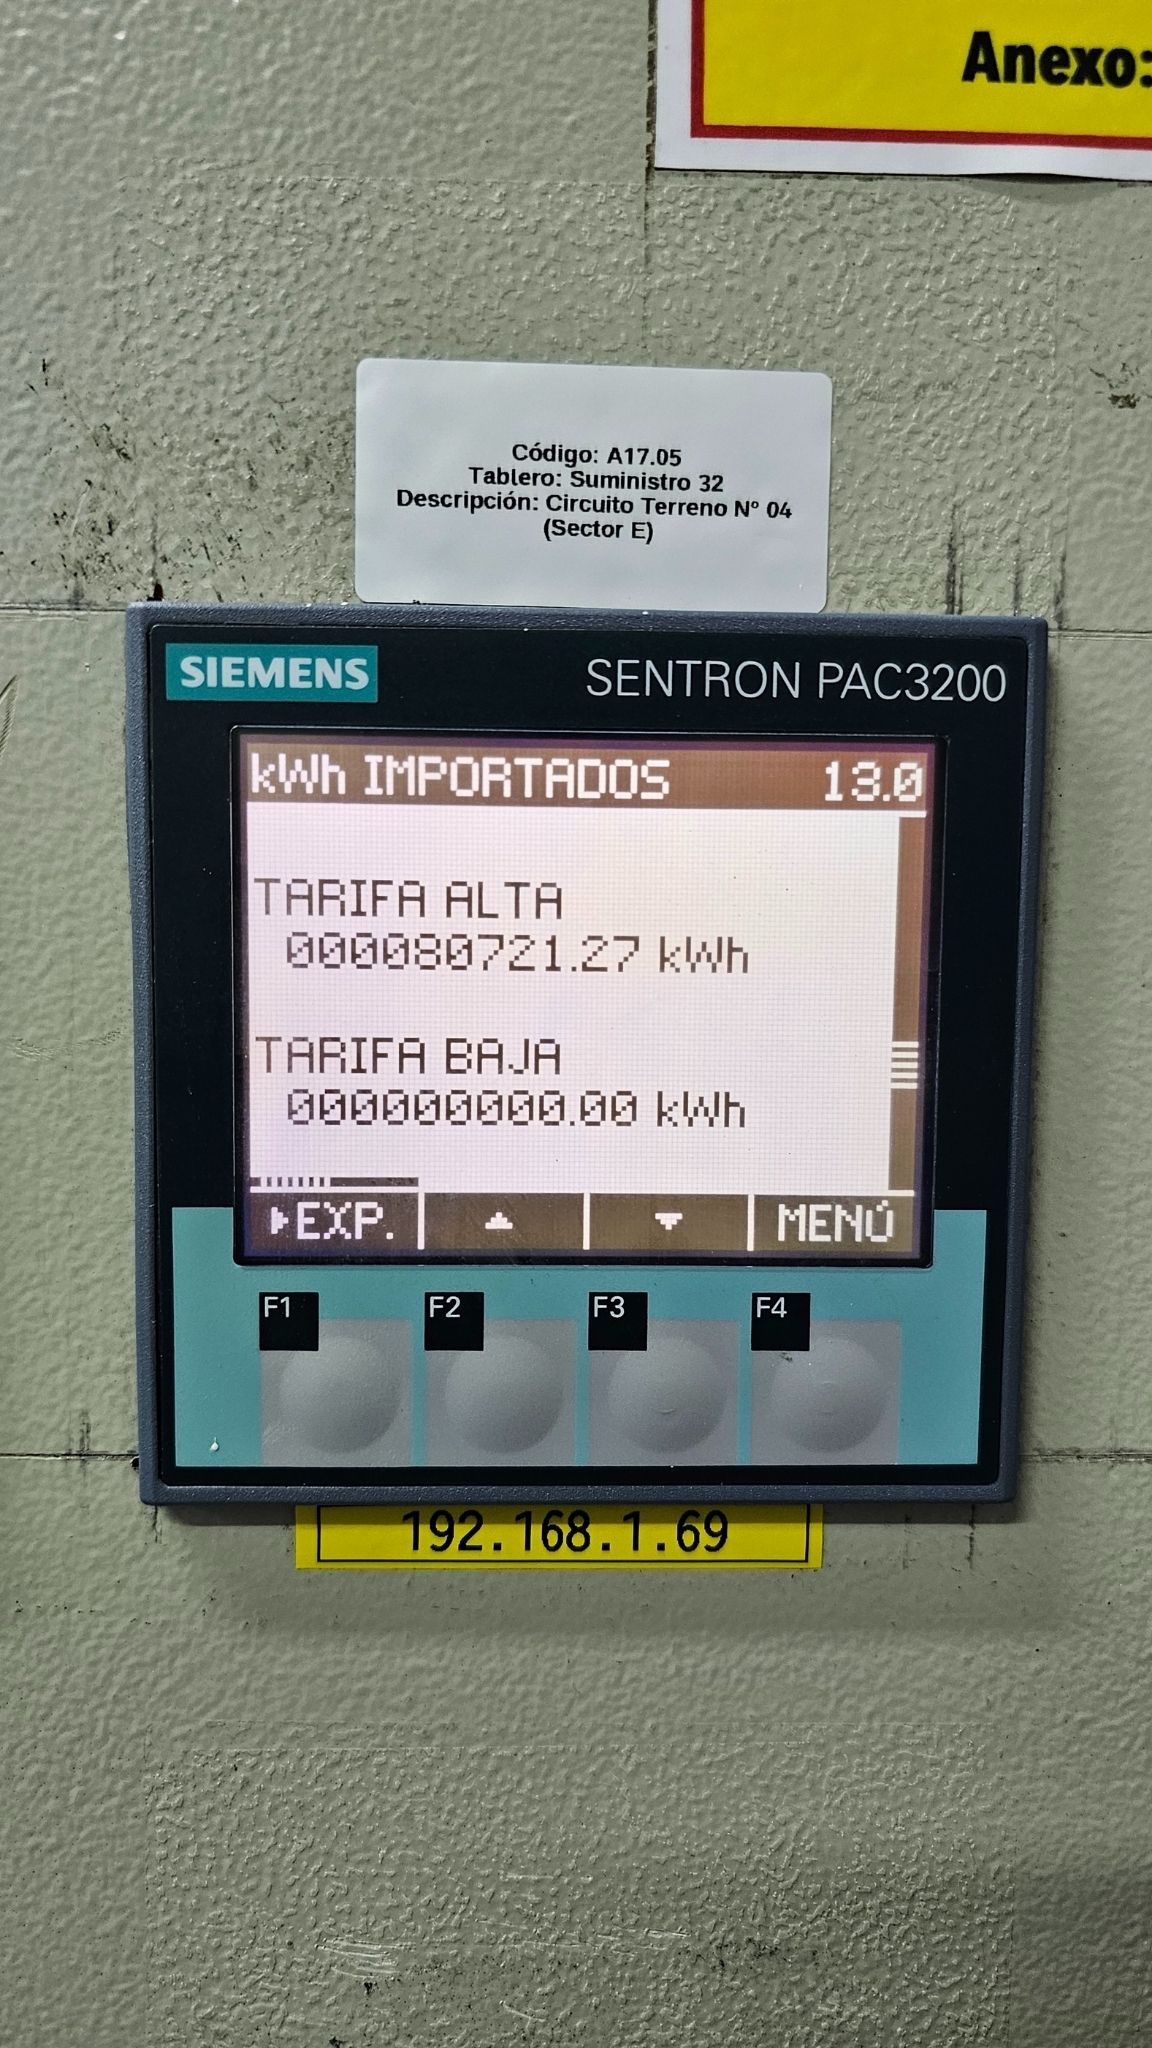 Anexo:
Código: A17.05
Tablero: Suministro 32
Descripción: Circuito Terreno Nº 04
(Sector E)
SIEMENS SENTRON PAC3200
kWh IMPORTADOS 13.0
TARIFA ALTA
000080721.27 kWh
TARIFA BAJA
000000000.00 kWh
▶EXP. ▲ ▼ MENÚ
F1 F2 F3 F4
192.168.1.69